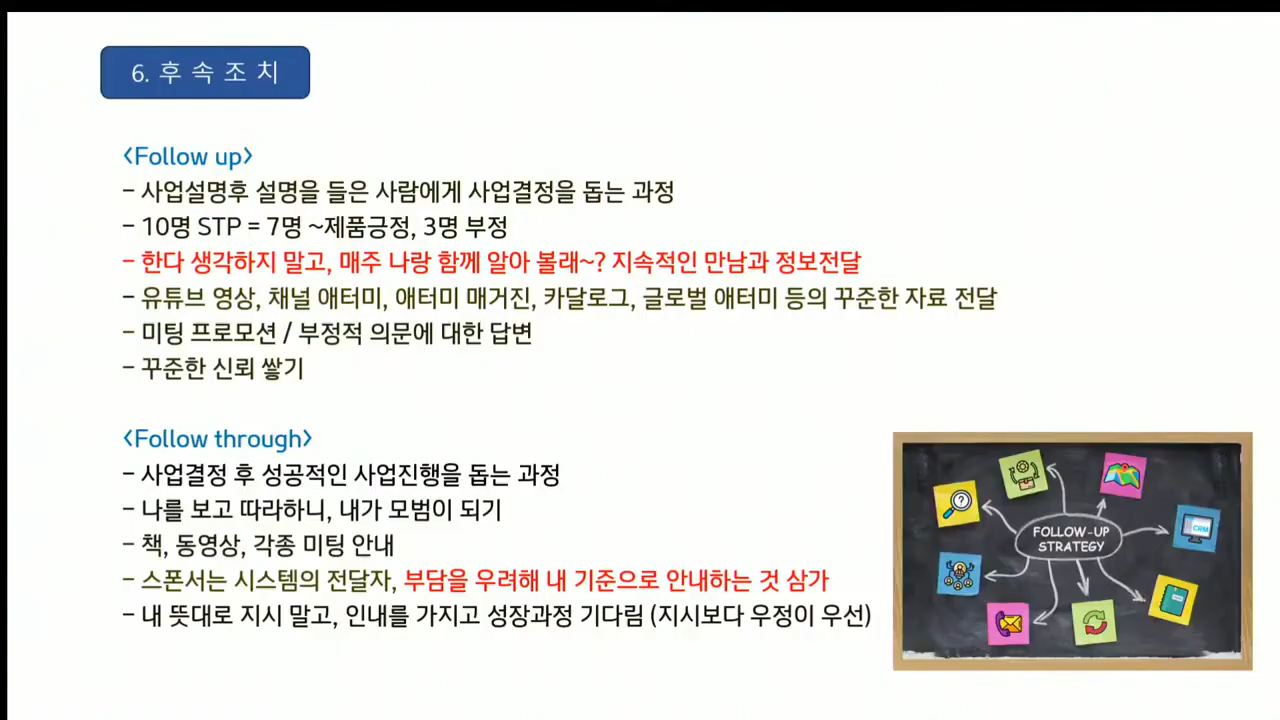 6. 후 속 조 치
<Follow up>
- 사업설명후 설명을 들은 사람에게 사업결정을 돕는 과정
- 10명 STP = 7명 ~제품긍정, 3명 부정
- 한다 생각하지 말고, 매주 나랑 함께 알아 볼래~? 지속적인 만남과 정보전달
- 유튜브 영상, 채널 애터미, 애터미 매거진, 카달로그, 글로벌 애터미 등의 꾸준한 자료 전달
- 미팅 프로모션 / 부정적 의문에 대한 답변
- 꾸준한 신뢰 쌓기
<Follow through>
- 사업결정 후 성공적인 사업진행을 돕는 과정
- 나를 보고 따라하니, 내가 모범이 되기
- 책, 동영상, 각종 미팅 안내
- 스폰서는 시스템의 전달자, 부담을 우려해 내 기준으로 안내하는 것 삼가
- 내 뜻대로 지시 말고, 인내를 가지고 성장과정 기다림 (지시보다 우정이 우선)
FOLLOW-UP
STRATEGY
CRM